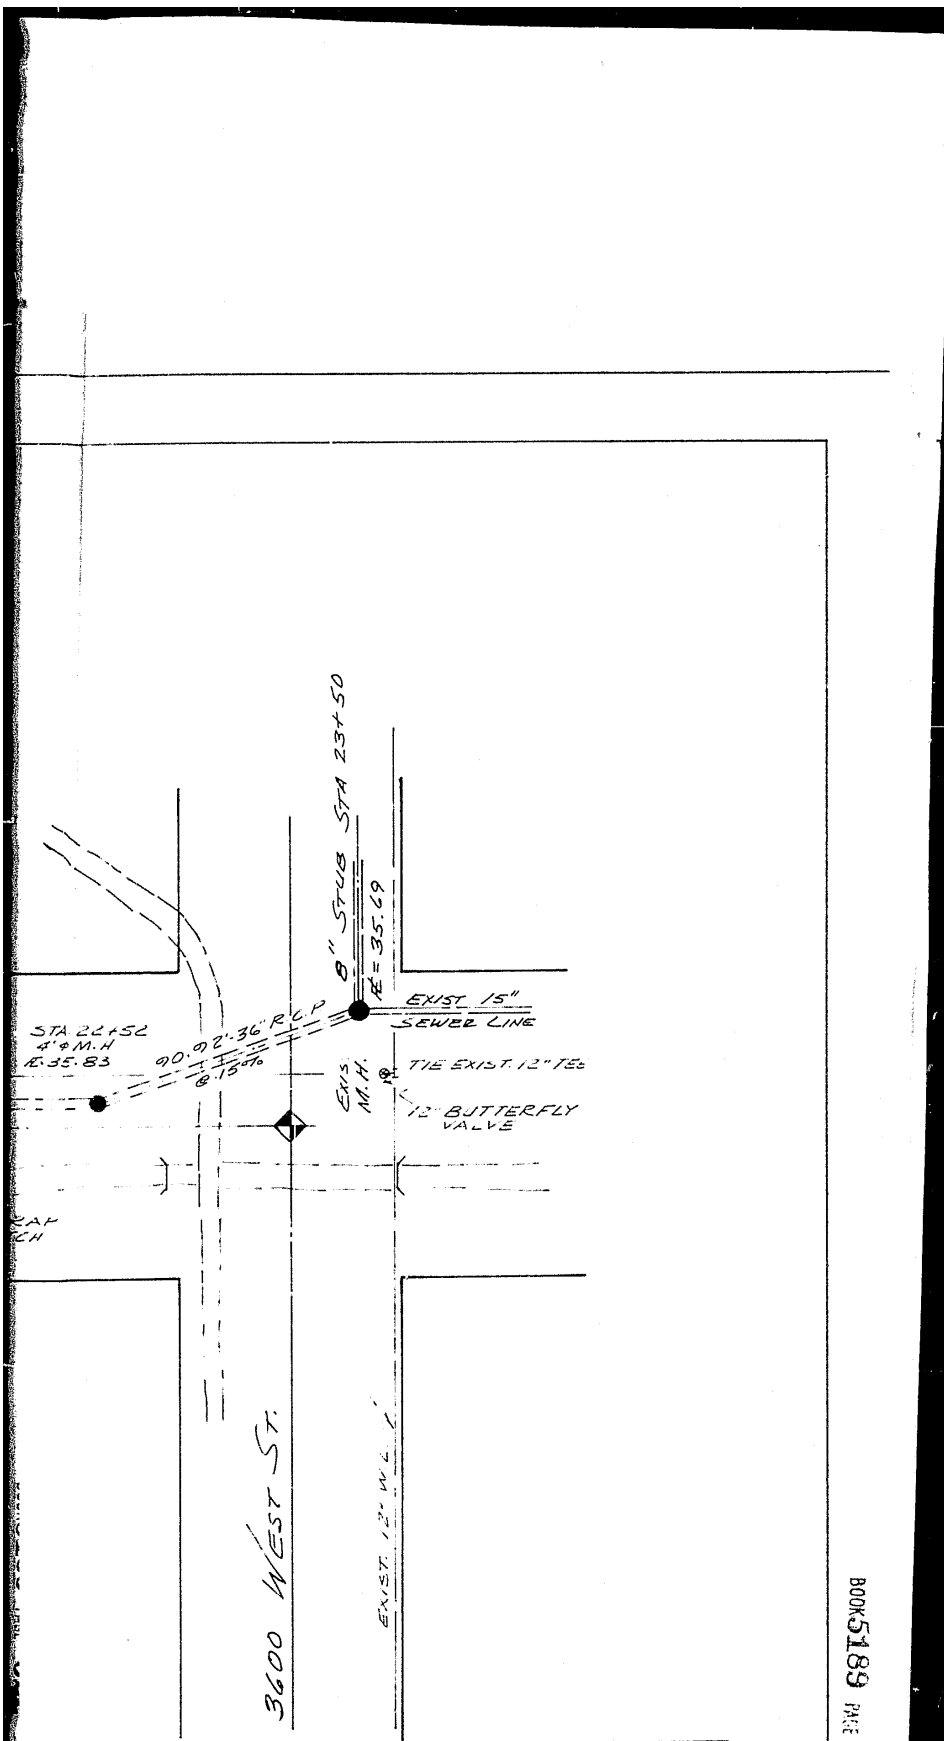 8" STUB STA 23+50
Æ=35.69
EXIST 15"
SEWER LINE
STA 22+52
4'φM.H
Æ 35.83
90.92'-36" R.C.P
@.15%
EXIS.
M.H.
TIE EXIST. 12" TEE
12" BUTTERFLY
VALVE
EXIST. 12" W.L.
3600 WEST ST.
BOOK 5189 PAGE